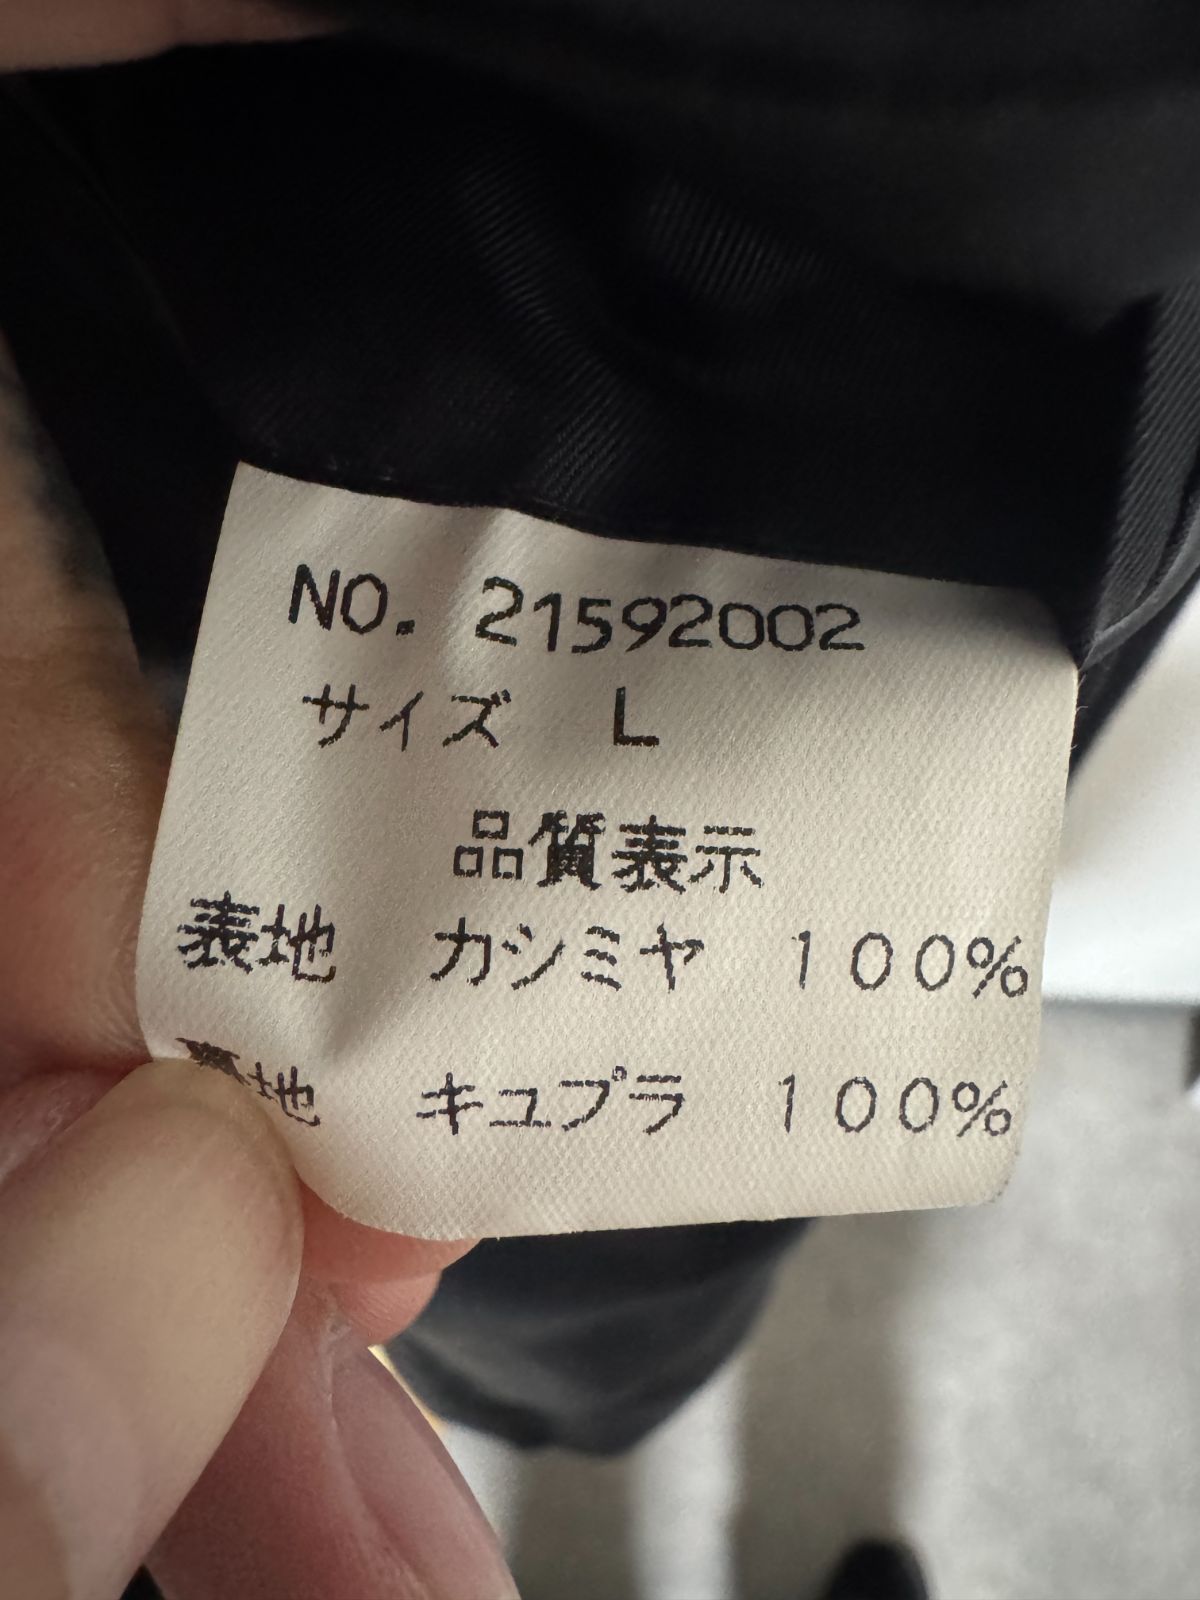 NO. 21592002
サイズ L
品質表示
表地 カシミヤ 100%
裏地 キュプラ 100%